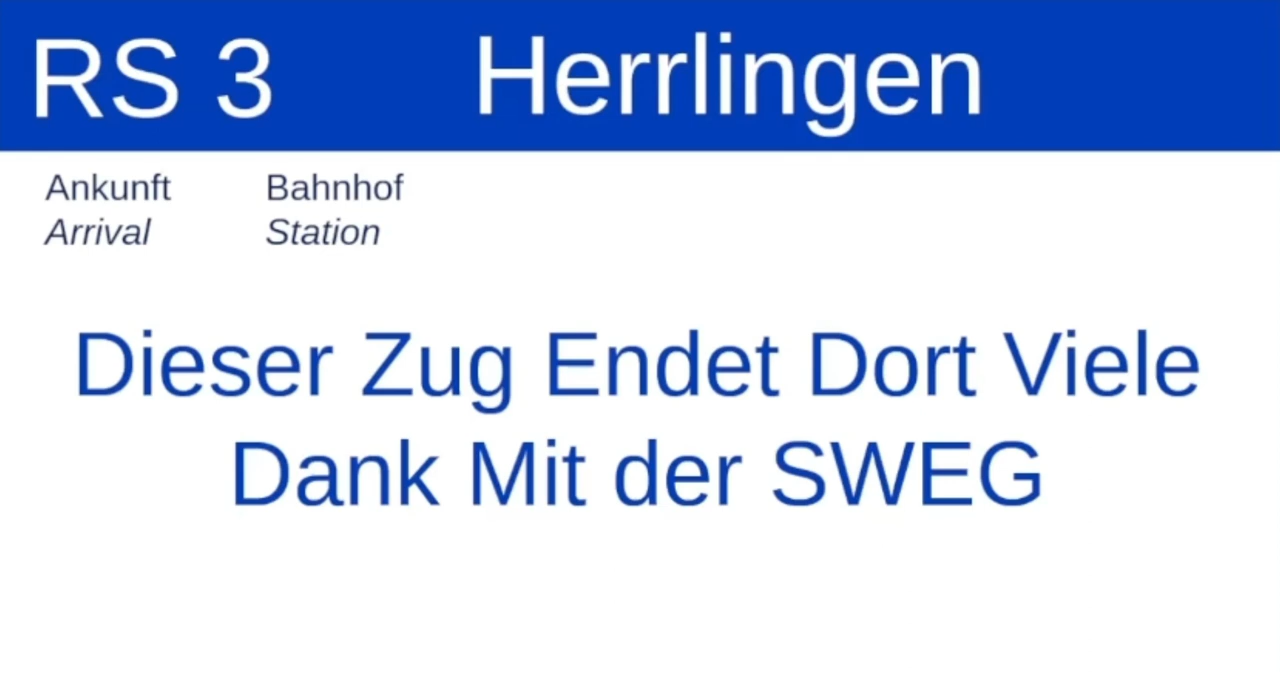 RS 3 Herrlingen
Ankunft Bahnhof
Arrival Station
Dieser Zug Endet Dort Viele
Dank Mit der SWEG